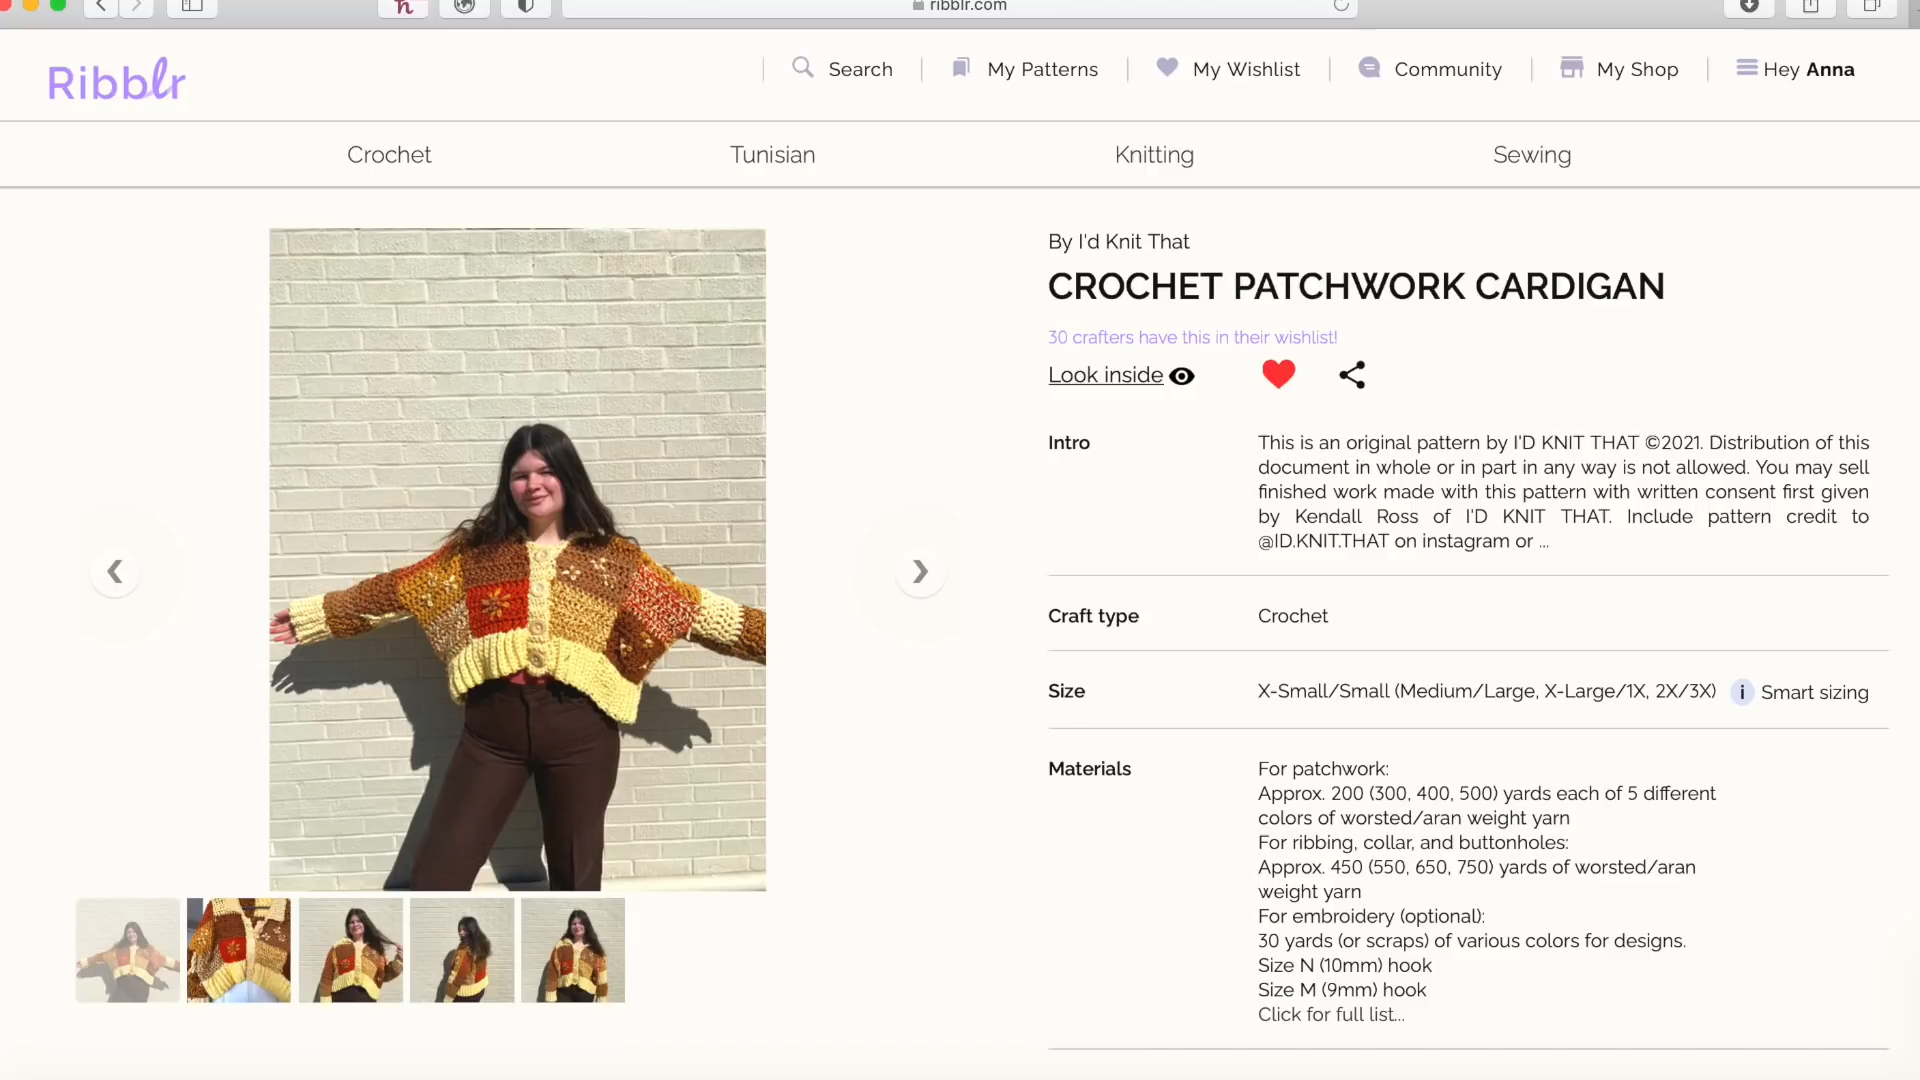 ribblr.com
Ribblr
Search
My Patterns
My Wishlist
Community
My Shop
Hey Anna
Crochet
Tunisian
Knitting
Sewing
By I'd Knit That
CROCHET PATCHWORK CARDIGAN
30 crafters have this in their wishlist!
Look inside
Intro
This is an original pattern by I'D KNIT THAT ©2021. Distribution of this
document in whole or in part in any way is not allowed. You may sell
finished work made with this pattern with written consent first given
by Kendall Ross of I'D KNIT THAT. Include pattern credit to
@ID.KNIT.THAT on instagram or ...
Craft type
Crochet
Size
X-Small/Small (Medium/Large, X-Large/1X, 2X/3X)
i Smart sizing
Materials
For patchwork:
Approx. 200 (300, 400, 500) yards each of 5 different
colors of worsted/aran weight yarn
For ribbing, collar, and buttonholes:
Approx. 450 (550, 650, 750) yards of worsted/aran
weight yarn
For embroidery (optional):
30 yards (or scraps) of various colors for designs.
Size N (10mm) hook
Size M (9mm) hook
Click for full list...